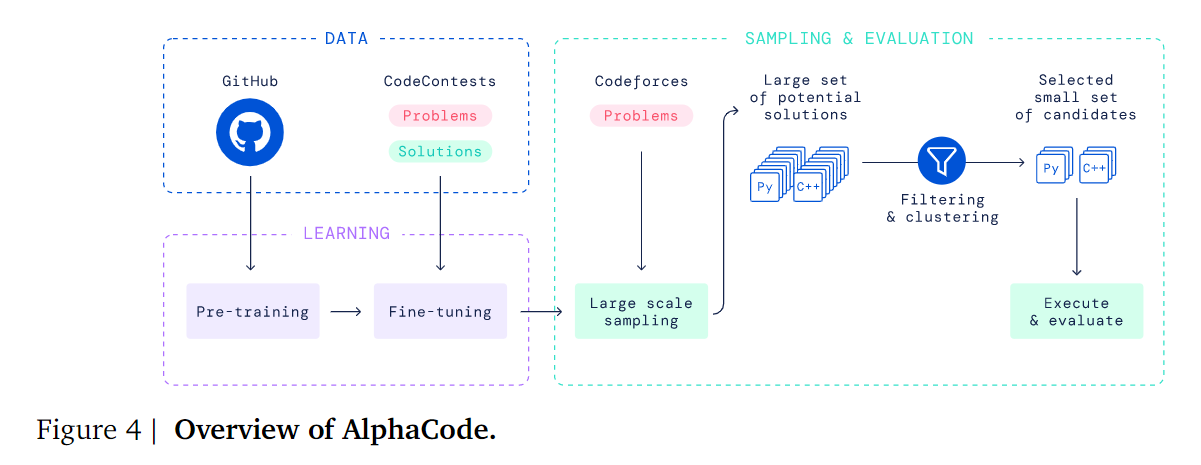 DATA
GitHub
CodeContests
Problems
Solutions
LEARNING
Pre-training
Fine-tuning
SAMPLING & EVALUATION
Codeforces
Problems
Large scale
sampling
Large set
of potential
solutions
Py
C++
Filtering
& clustering
Selected
small set
of candidates
Py
C++
Execute
& evaluate
Figure 4 | Overview of AlphaCode.